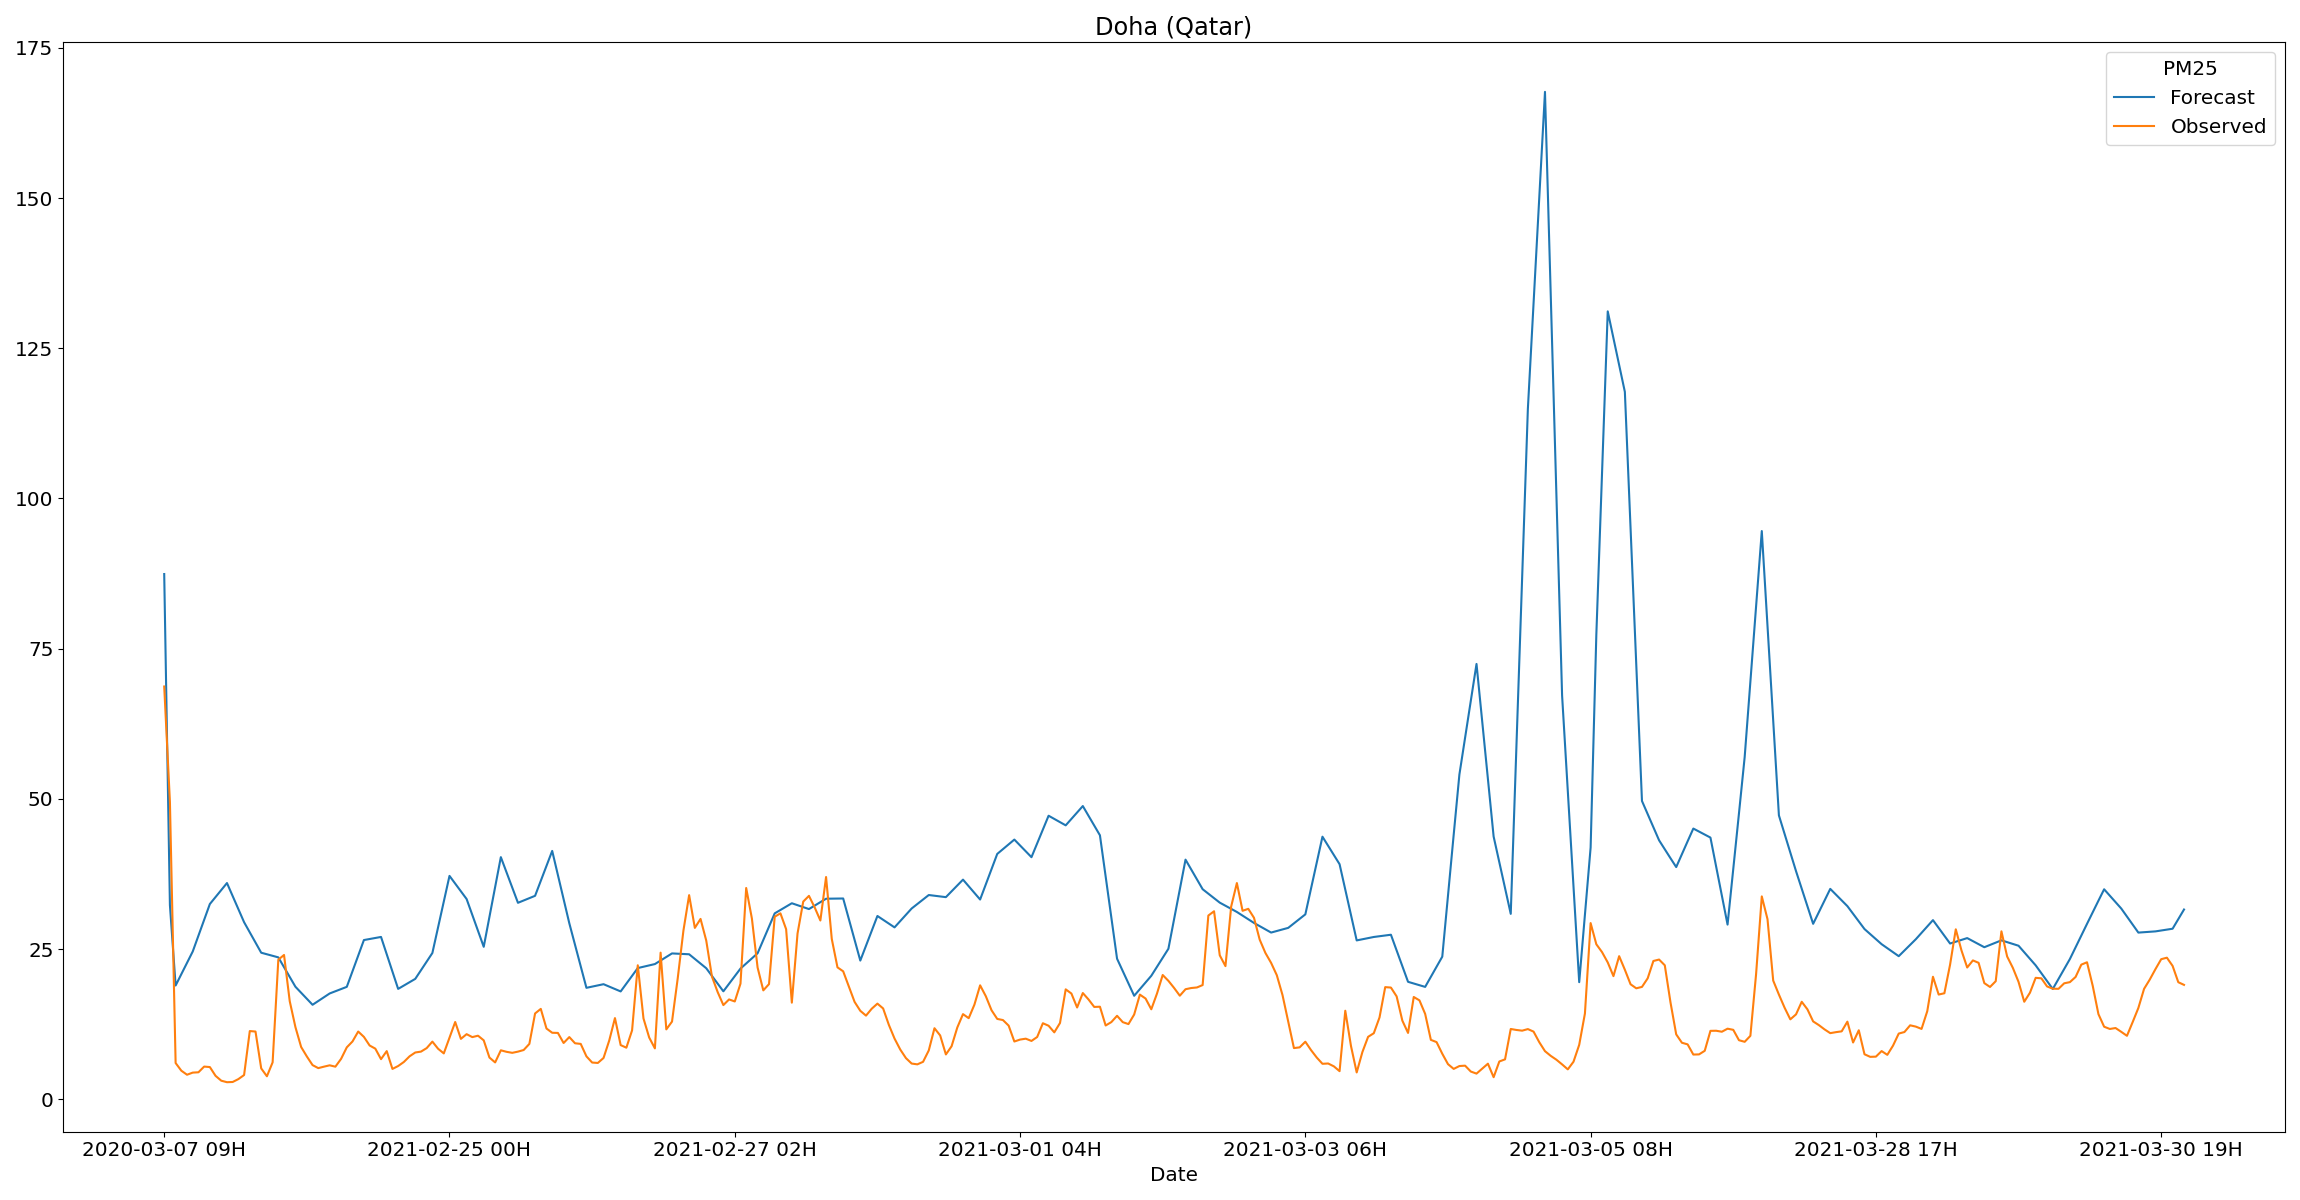 Doha (Qatar)
PM25
Forecast
Observed
175
150
125
100
75
50
25
0
2020-03-07 09H
2021-02-25 00H
2021-02-27 02H
2021-03-01 04H
2021-03-03 06H
2021-03-05 08H
2021-03-28 17H
2021-03-30 19H
Date